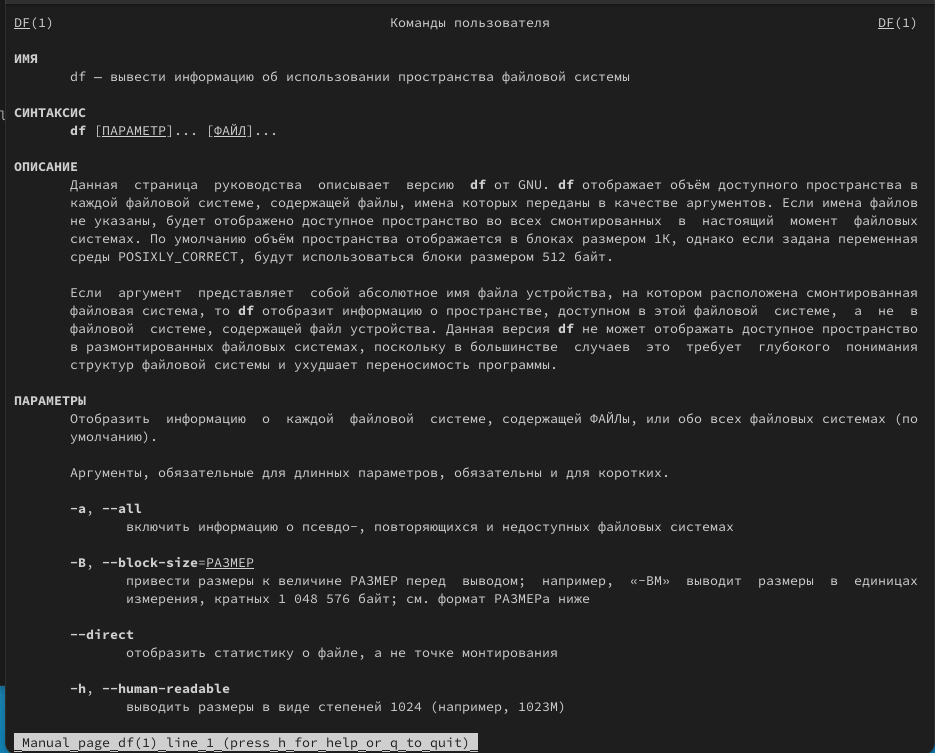 DF(1) Команды пользователя DF(1)
ИМЯ
df — вывести информацию об использовании пространства файловой системы
СИНТАКСИС
df [ПАРАМЕТР]... [ФАЙЛ]...
ОПИСАНИЕ
Данная страница руководства описывает версию df от GNU. df отображает объём доступного пространства в
каждой файловой системе, содержащей файлы, имена которых переданы в качестве аргументов. Если имена файлов
не указаны, будет отображено доступное пространство во всех смонтированных в настоящий момент файловых
системах. По умолчанию объём пространства отображается в блоках размером 1К, однако если задана переменная
среды POSIXLY_CORRECT, будут использоваться блоки размером 512 байт.
Если аргумент представляет собой абсолютное имя файла устройства, на котором расположена смонтированная
файловая система, то df отобразит информацию о пространстве, доступном в этой файловой системе, а не в
файловой системе, содержащей файл устройства. Данная версия df не может отображать доступное пространство
в размонтированных файловых системах, поскольку в большинстве случаев это требует глубокого понимания
структур файловой системы и ухудшает переносимость программы.
ПАРАМЕТРЫ
Отобразить информацию о каждой файловой системе, содержащей ФАЙЛы, или обо всех файловых системах (по
умолчанию).
Аргументы, обязательные для длинных параметров, обязательны и для коротких.
-a, --all
включить информацию о псевдо-, повторяющихся и недоступных файловых системах
-B, --block-size=РАЗМЕР
привести размеры к величине РАЗМЕР перед выводом; например, «-BM» выводит размеры в единицах
измерения, кратных 1 048 576 байт; см. формат РАЗМЕРа ниже
--direct
отобразить статистику о файле, а не точке монтирования
-h, --human-readable
выводить размеры в виде степеней 1024 (например, 1023M)
Manual page df(1) line 1 (press h for help or q to quit)